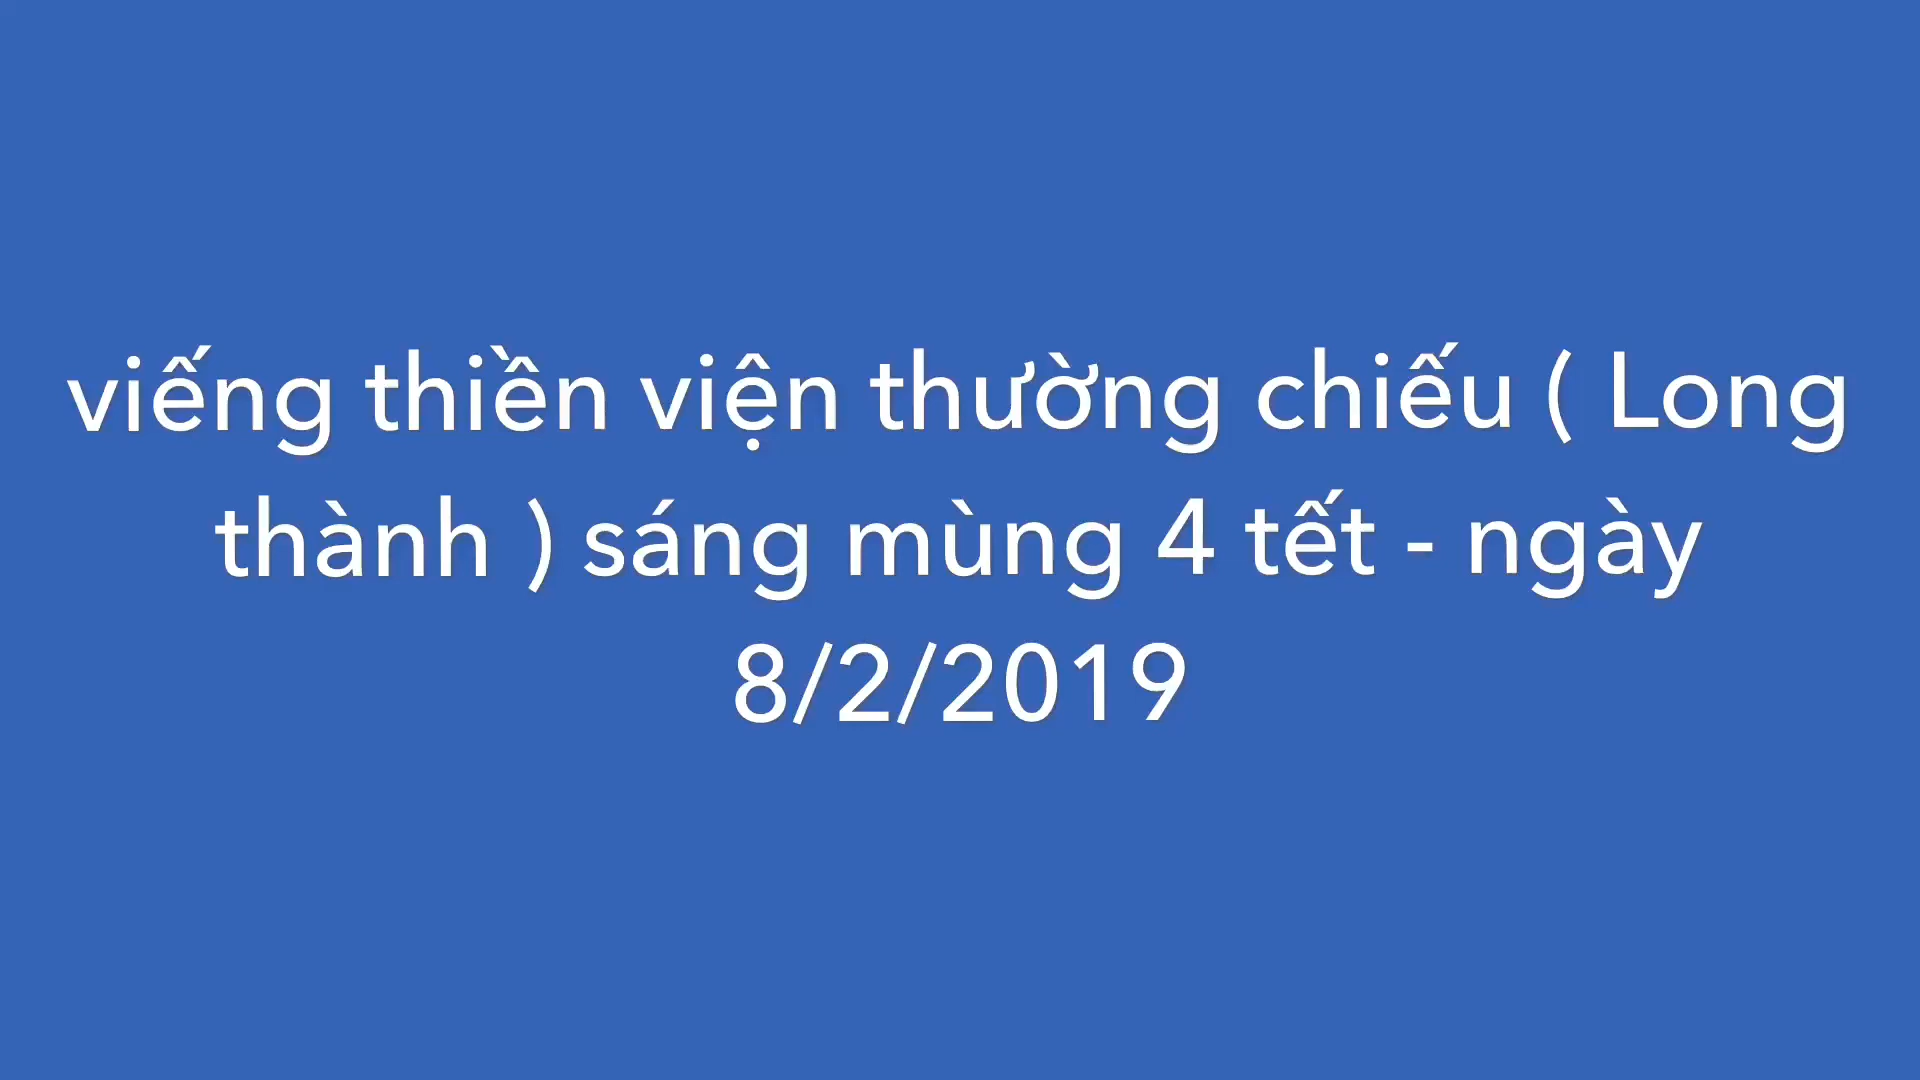 viếng thiền viện thường chiếu ( Long
thành ) sáng mùng 4 tết - ngày
8/2/2019